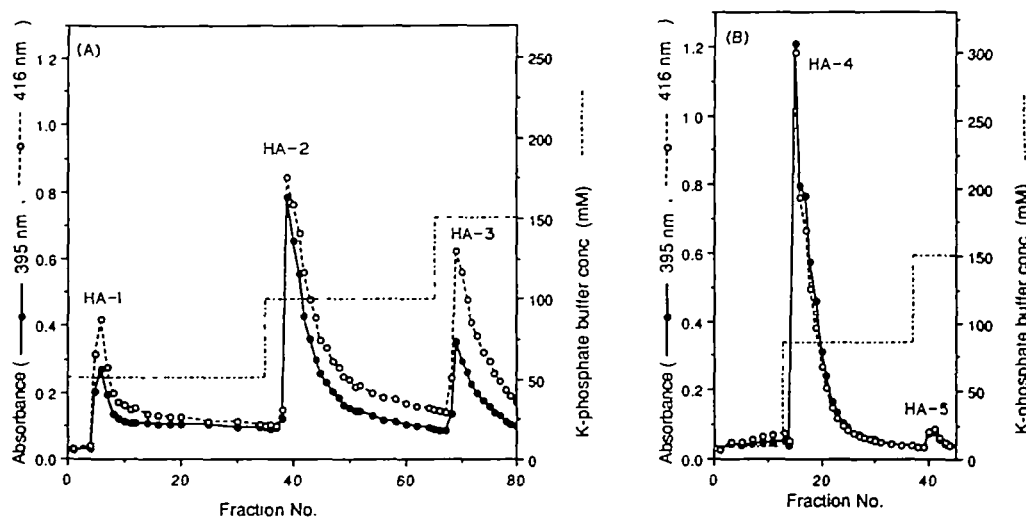 (A)
HA-1
HA-2
HA-3
Absorbance ( 395 nm , 416 nm )
1.2
1.0
0.8
0.6
0.4
0.2
0.0
0
20
40
60
80
Fraction No.
250
200
150
100
50
0
K-phosphate buffer conc (mM)
(B)
HA-4
HA-5
Absorbance ( 395 nm , 416 nm )
1.2
1.0
0.8
0.6
0.4
0.2
0.0
0
20
40
Fraction No.
300
250
200
150
100
50
0
K-phosphate buffer conc (mM)